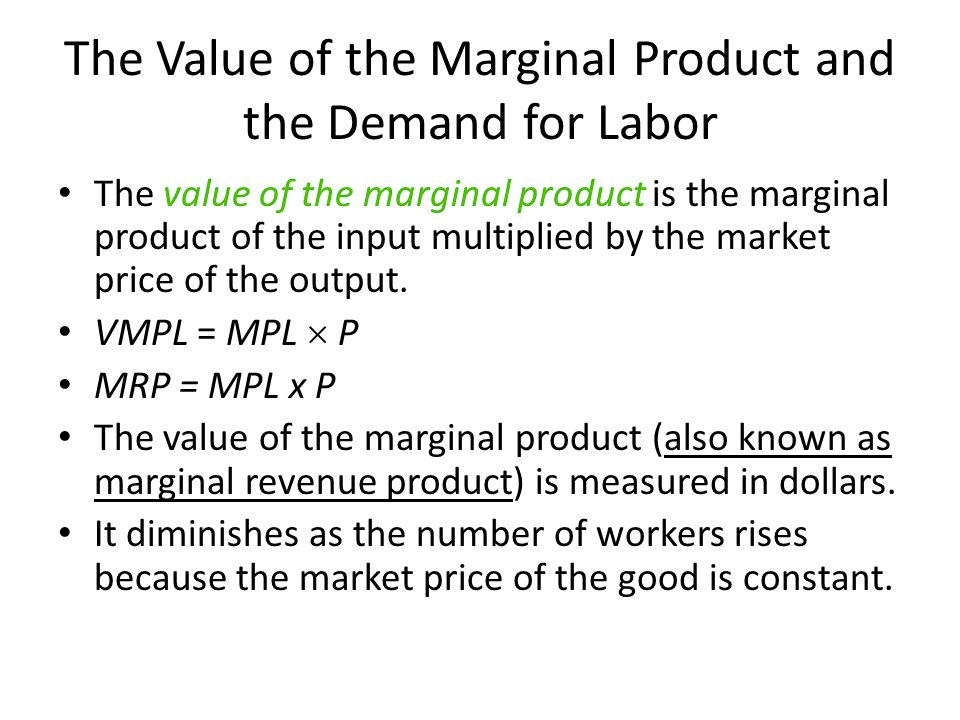 The Value of the Marginal Product and
the Demand for Labor
• The value of the marginal product is the marginal
product of the input multiplied by the market
price of the output.
• VMPL = MPL × P
• MRP = MPL x P
• The value of the marginal product (also known as
marginal revenue product) is measured in dollars.
• It diminishes as the number of workers rises
because the market price of the good is constant.